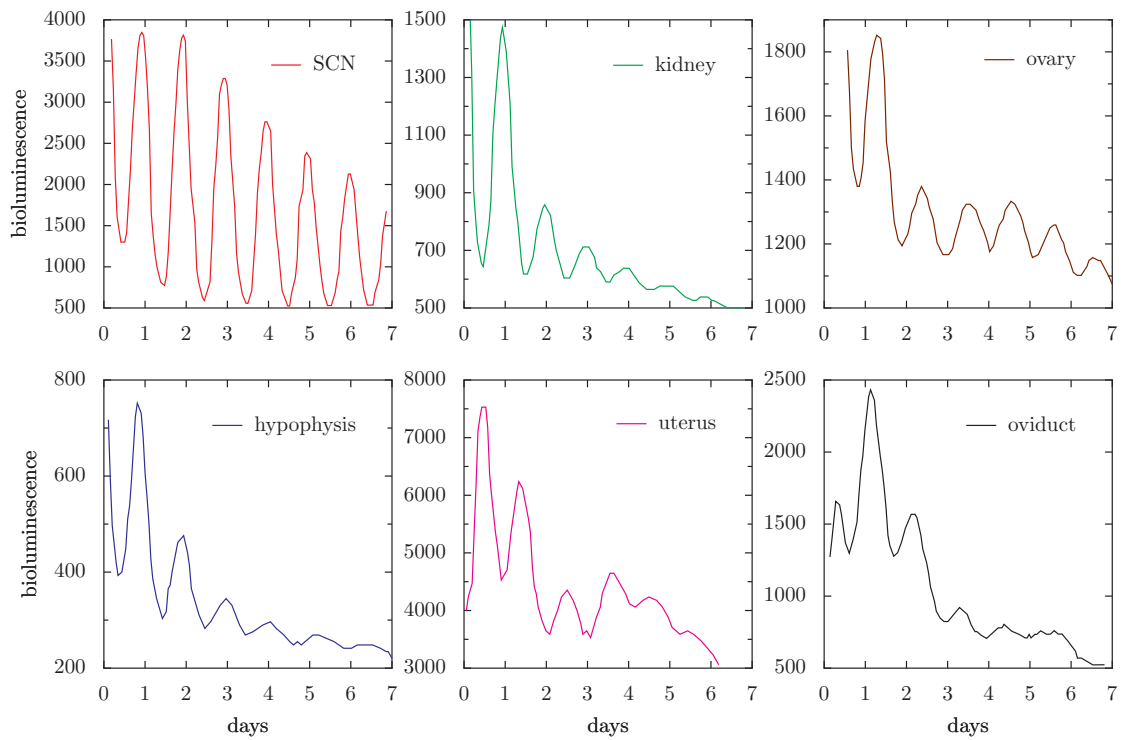 4000 3500 3000 2500 2000 1500 1000 500
bioluminescence
SCN
0 1 2 3 4 5 6 7
1500 1300 1100 900 700 500
kidney
0 1 2 3 4 5 6 7
1800 1600 1400 1200 1000
ovary
0 1 2 3 4 5 6 7
800 600 400 200
bioluminescence
hypophysis
0 1 2 3 4 5 6 7
days
8000 7000 6000 5000 4000 3000
uterus
0 1 2 3 4 5 6 7
days
2500 2000 1500 1000 500
oviduct
0 1 2 3 4 5 6 7
days